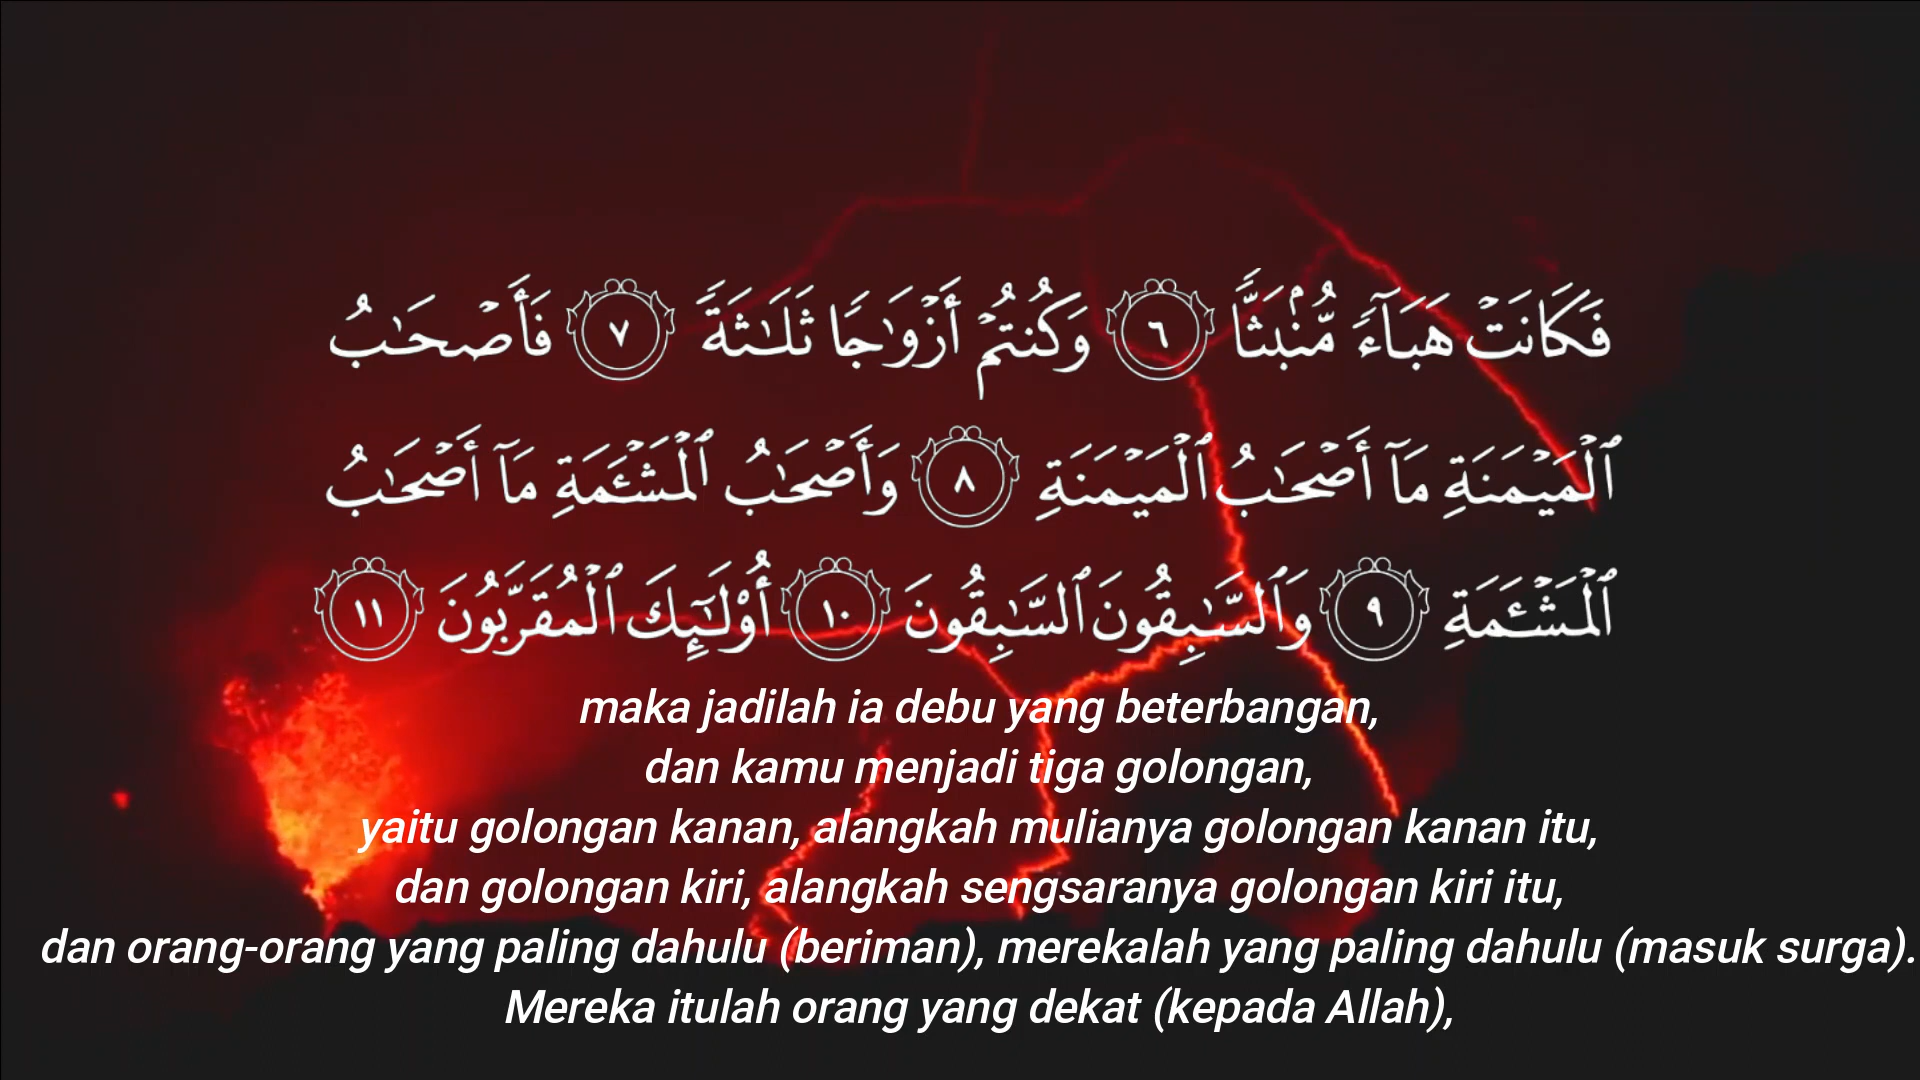 فَكَانَتْ هَبَآءً مُّنۢبَثًّا ٦ وَكُنتُمْ أَزْوَٰجًا ثَلَـٰثَةً ٧ فَأَصْحَـٰبُ
ٱلْمَيْمَنَةِ مَآ أَصْحَـٰبُ ٱلْمَيْمَنَةِ ٨ وَأَصْحَـٰبُ ٱلْمَشْـَٔمَةِ مَآ أَصْحَـٰبُ
ٱلْمَشْـَٔمَةِ ٩ وَٱلسَّـٰبِقُونَ ٱلسَّـٰبِقُونَ ١٠ أُو۟لَـٰٓئِكَ ٱلْمُقَرَّبُونَ ١١
maka jadilah ia debu yang beterbangan,
dan kamu menjadi tiga golongan,
yaitu golongan kanan, alangkah mulianya golongan kanan itu,
dan golongan kiri, alangkah sengsaranya golongan kiri itu,
dan orang-orang yang paling dahulu (beriman), merekalah yang paling dahulu (masuk surga).
Mereka itulah orang yang dekat (kepada Allah),